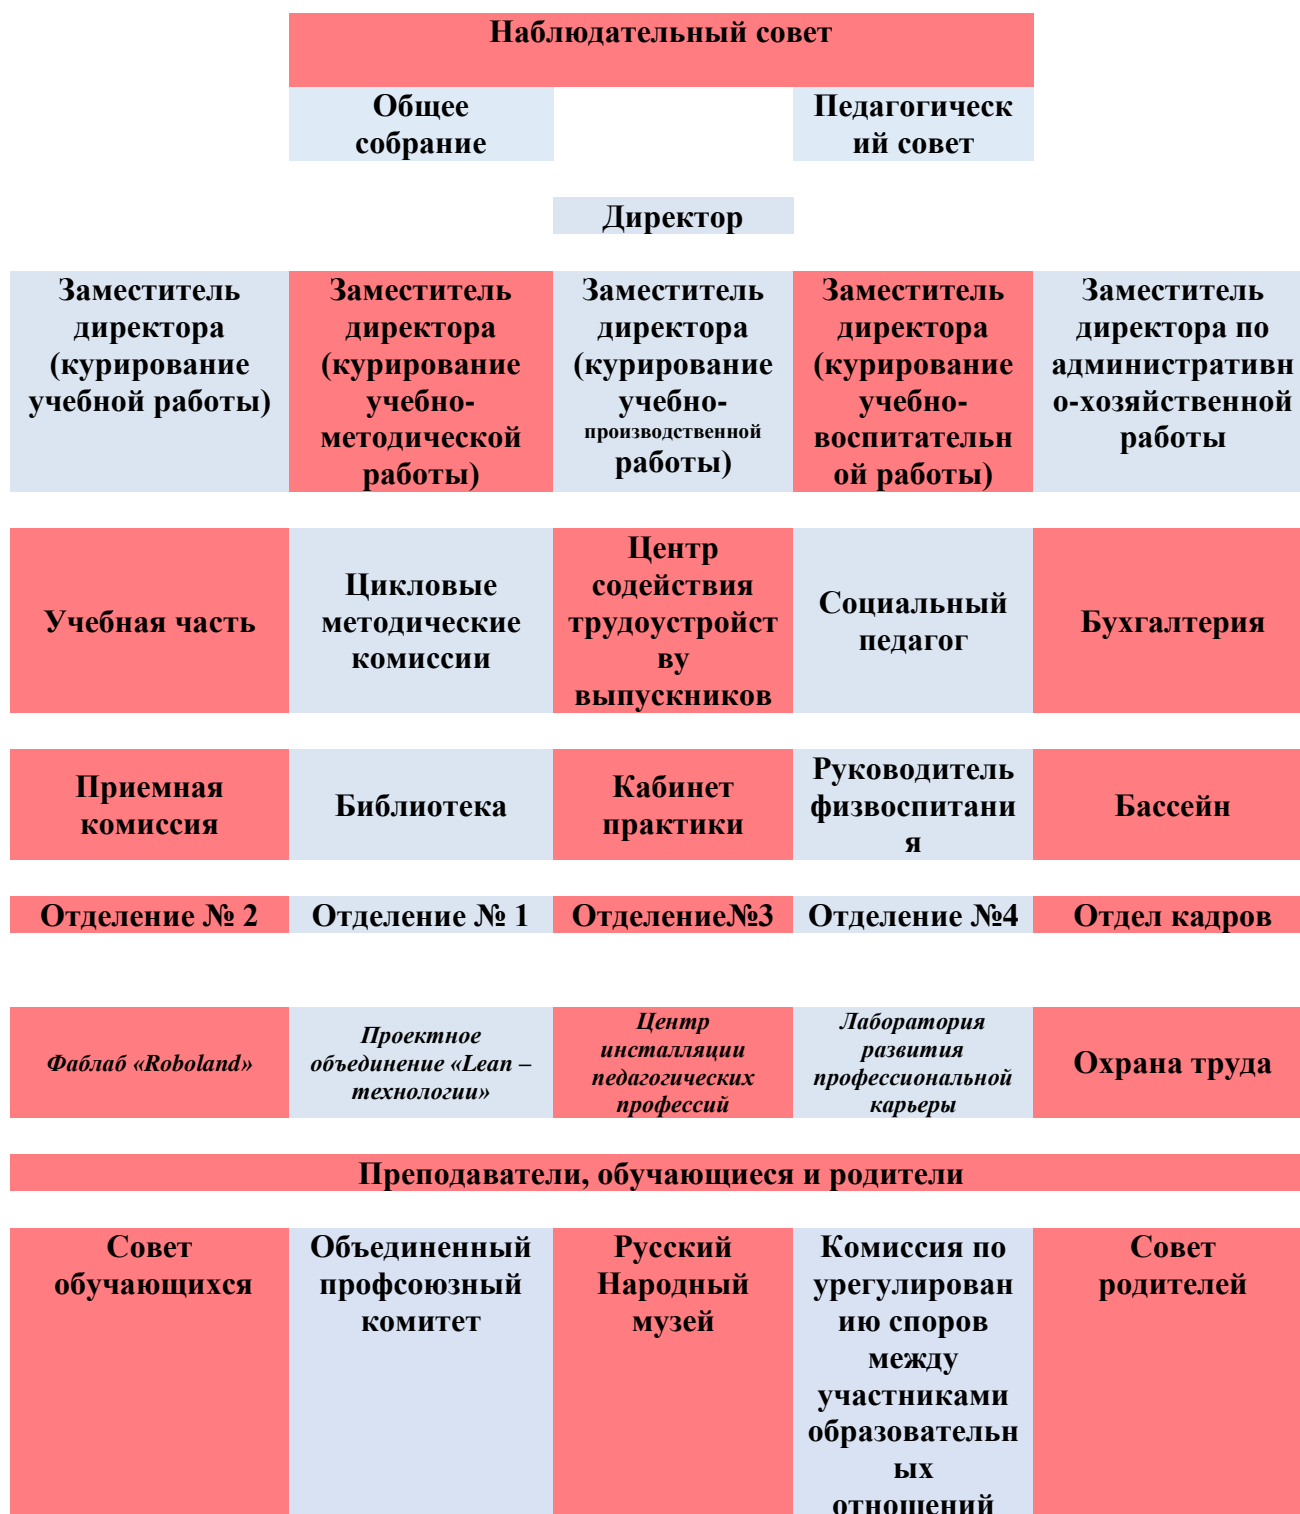 Наблюдательный совет
Общее
собрание
Педагогическ
ий совет
Директор
Заместитель
директора
(курирование
учебной работы)
Заместитель
директора
(курирование
учебно-
методической
работы)
Заместитель
директора
(курирование
учебно-
производственной
работы)
Заместитель
директора
(курирование
учебно-
воспитательн
ой работы)
Заместитель
директора по
административн
о-хозяйственной
работы
Учебная часть
Цикловые
методические
комиссии
Центр
содействия
трудоустройст
ву
выпускников
Социальный
педагог
Бухгалтерия
Приемная
комиссия
Библиотека
Кабинет
практики
Руководитель
физвоспитани
я
Бассейн
Отделение № 2
Отделение № 1
Отделение№3
Отделение №4
Отдел кадров
Фаблаб «Roboland»
Проектное
объединение «Lean –
технологии»
Центр
инсталляции
педагогических
профессий
Лаборатория
развития
профессиональной
карьеры
Охрана труда
Преподаватели, обучающиеся и родители
Совет
обучающихся
Объединенный
профсоюзный
комитет
Русский
Народный
музей
Комиссия по
урегулирован
ию споров
между
участниками
образовательн
ых
отношений
Совет
родителей